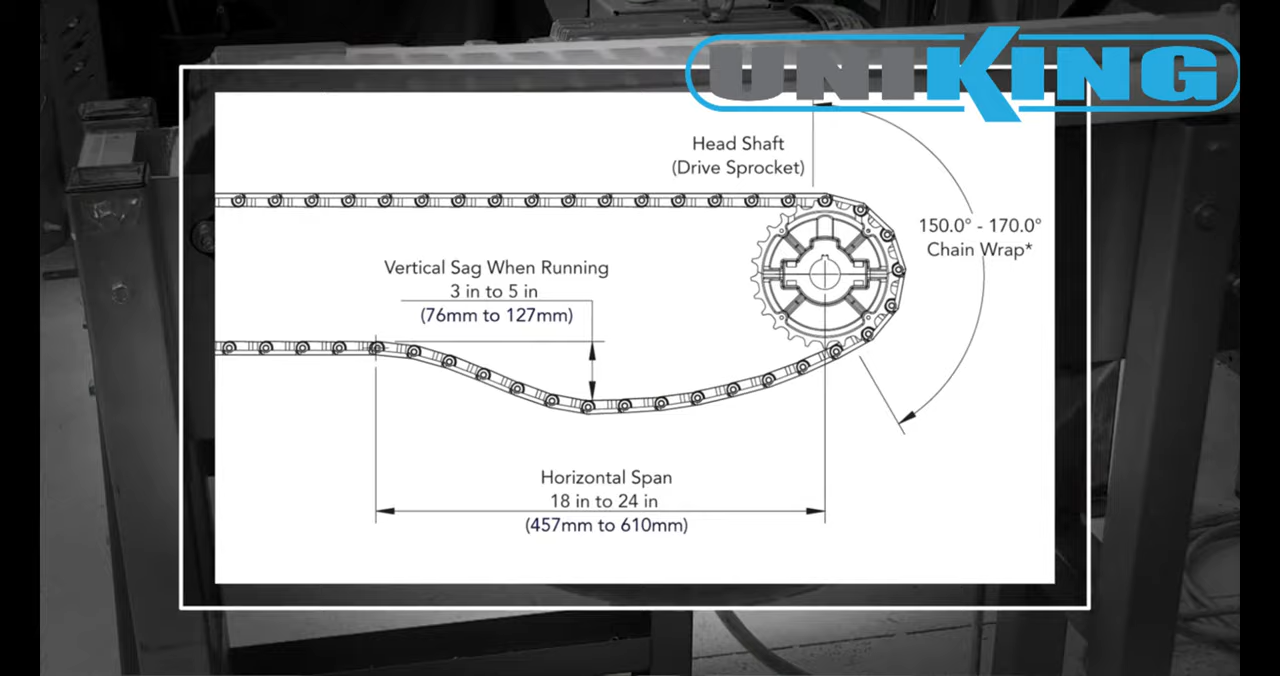 UNIKING
Head Shaft
(Drive Sprocket)
150.0° - 170.0°
Chain Wrap*
Vertical Sag When Running
3 in to 5 in
(76mm to 127mm)
Horizontal Span
18 in to 24 in
(457mm to 610mm)